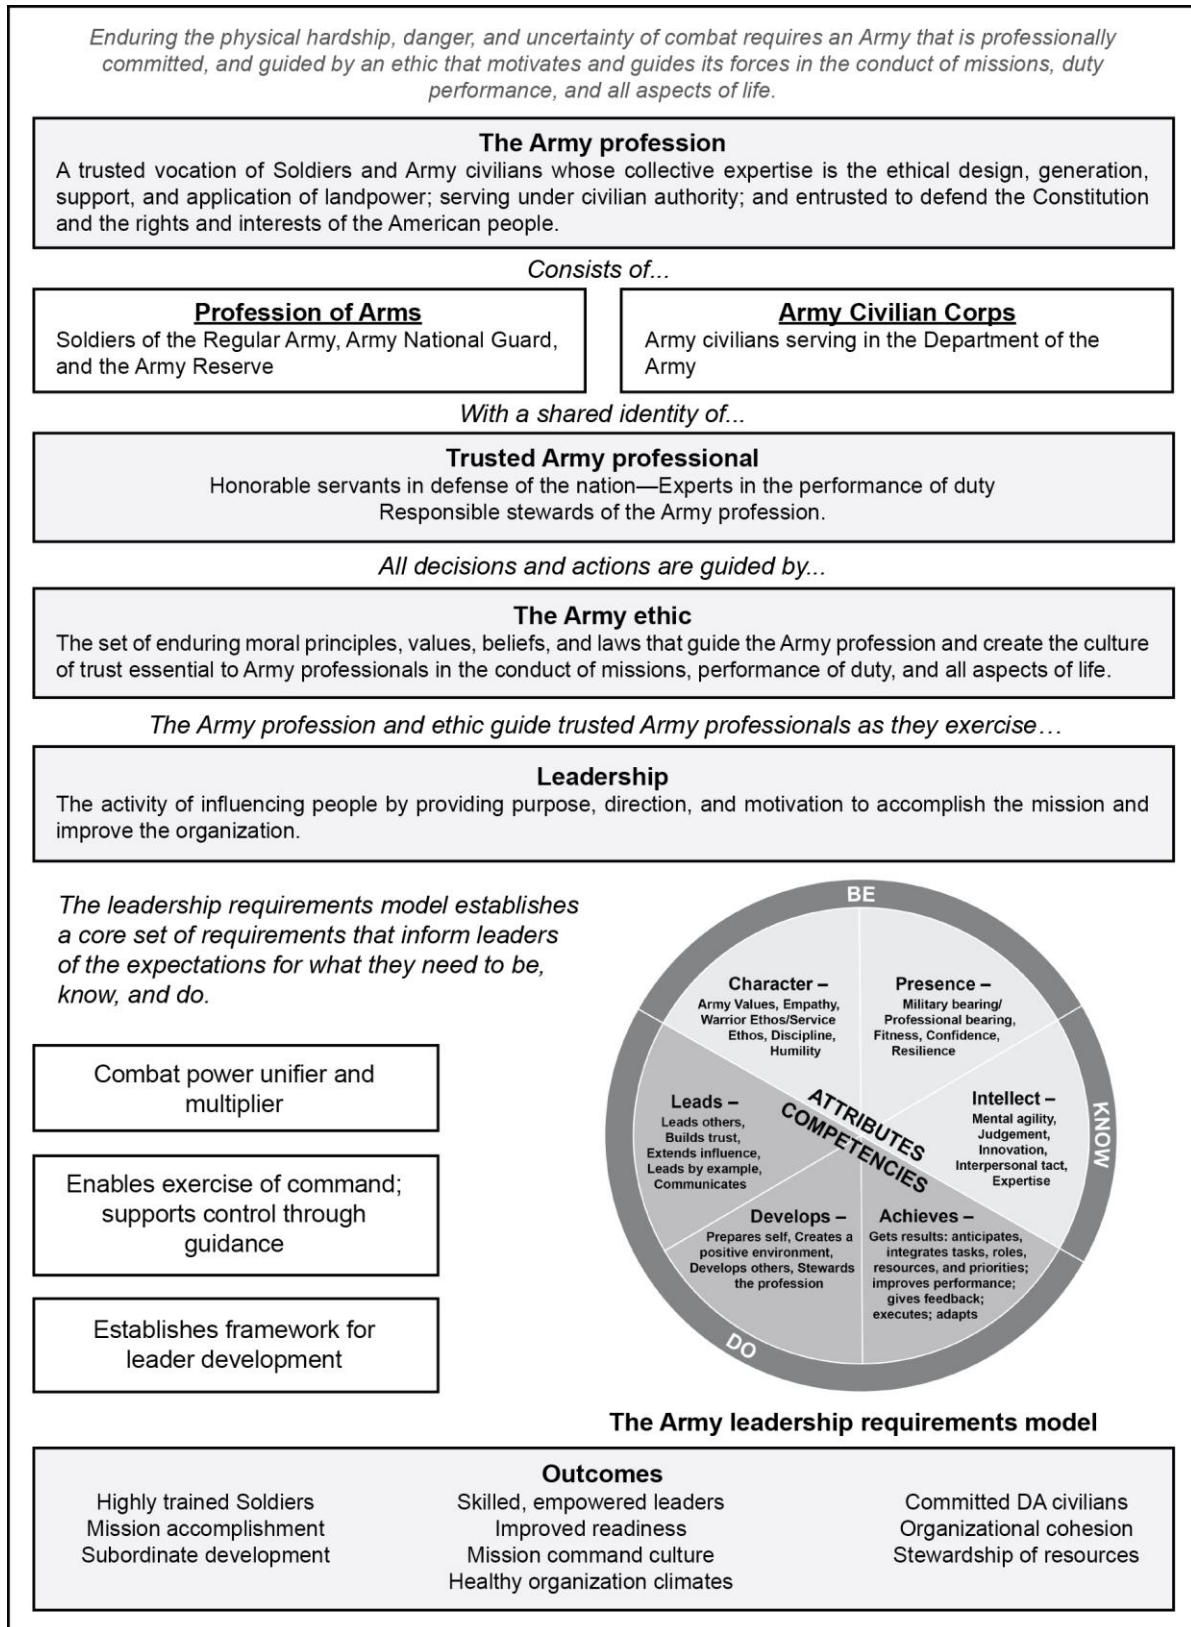 Enduring the physical hardship, danger, and uncertainty of combat requires an Army that is professionally
committed, and guided by an ethic that motivates and guides its forces in the conduct of missions, duty
performance, and all aspects of life.
The Army profession
A trusted vocation of Soldiers and Army civilians whose collective expertise is the ethical design, generation,
support, and application of landpower; serving under civilian authority; and entrusted to defend the Constitution
and the rights and interests of the American people.
Consists of...
Profession of Arms
Soldiers of the Regular Army, Army National Guard,
and the Army Reserve
Army Civilian Corps
Army civilians serving in the Department of the
Army
With a shared identity of...
Trusted Army professional
Honorable servants in defense of the nation—Experts in the performance of duty
Responsible stewards of the Army profession.
All decisions and actions are guided by...
The Army ethic
The set of enduring moral principles, values, beliefs, and laws that guide the Army profession and create the culture
of trust essential to Army professionals in the conduct of missions, performance of duty, and all aspects of life.
The Army profession and ethic guide trusted Army professionals as they exercise…
Leadership
The activity of influencing people by providing purpose, direction, and motivation to accomplish the mission and
improve the organization.
The leadership requirements model establishes
a core set of requirements that inform leaders
of the expectations for what they need to be,
know, and do.
Combat power unifier and
multiplier
Enables exercise of command;
supports control through
guidance
Establishes framework for
leader development
BE
Character –
Army Values, Empathy,
Warrior Ethos/Service
Ethos, Discipline,
Humility
Presence –
Military bearing/
Professional bearing,
Fitness, Confidence,
Resilience
KNOW
Intellect –
Mental agility,
Judgement,
Innovation,
Interpersonal tact,
Expertise
ATTRIBUTES
COMPETENCIES
Leads –
Leads others,
Builds trust,
Extends influence,
Leads by example,
Communicates
Develops –
Prepares self, Creates a
positive environment,
Develops others, Stewards
the profession
Achieves –
Gets results: anticipates,
integrates tasks, roles,
resources, and priorities;
improves performance;
gives feedback;
executes; adapts
DO
The Army leadership requirements model
Outcomes
Highly trained Soldiers
Mission accomplishment
Subordinate development
Skilled, empowered leaders
Improved readiness
Mission command culture
Healthy organization climates
Committed DA civilians
Organizational cohesion
Stewardship of resources